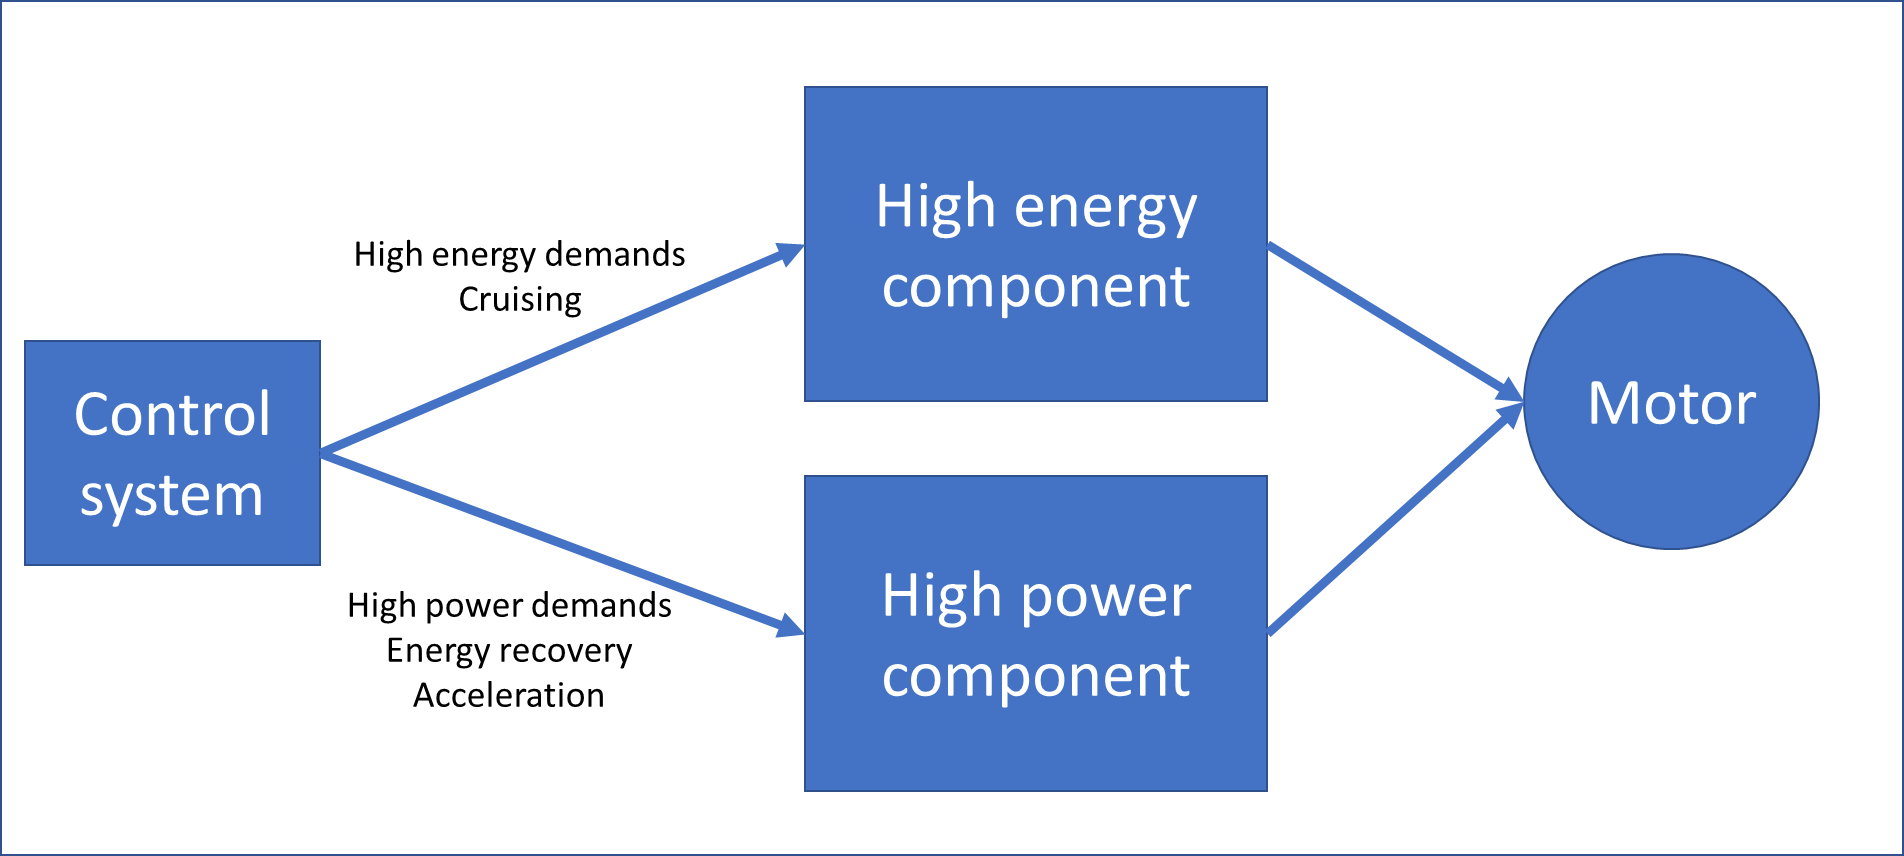 Control
system
High energy demands
Cruising
High power demands
Energy recovery
Acceleration
High energy
component
High power
component
Motor